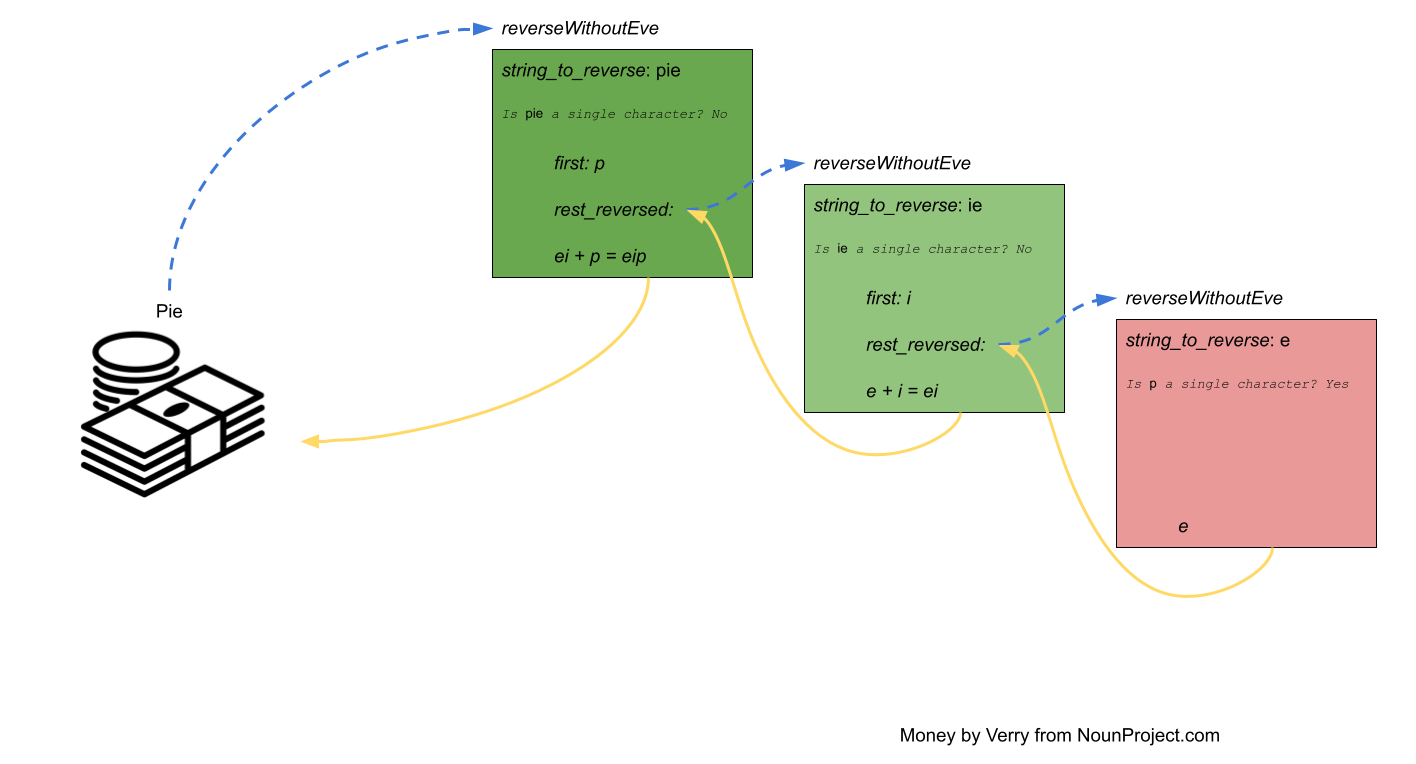 reverseWithoutEve
string_to_reverse: pie
Is pie a single character? No
first: p
rest_reversed:
ei + p = eip
reverseWithoutEve
string_to_reverse: ie
Is ie a single character? No
first: i
rest_reversed:
e + i = ei
reverseWithoutEve
string_to_reverse: e
Is p a single character? Yes
e
Pie
Money by Verry from NounProject.com